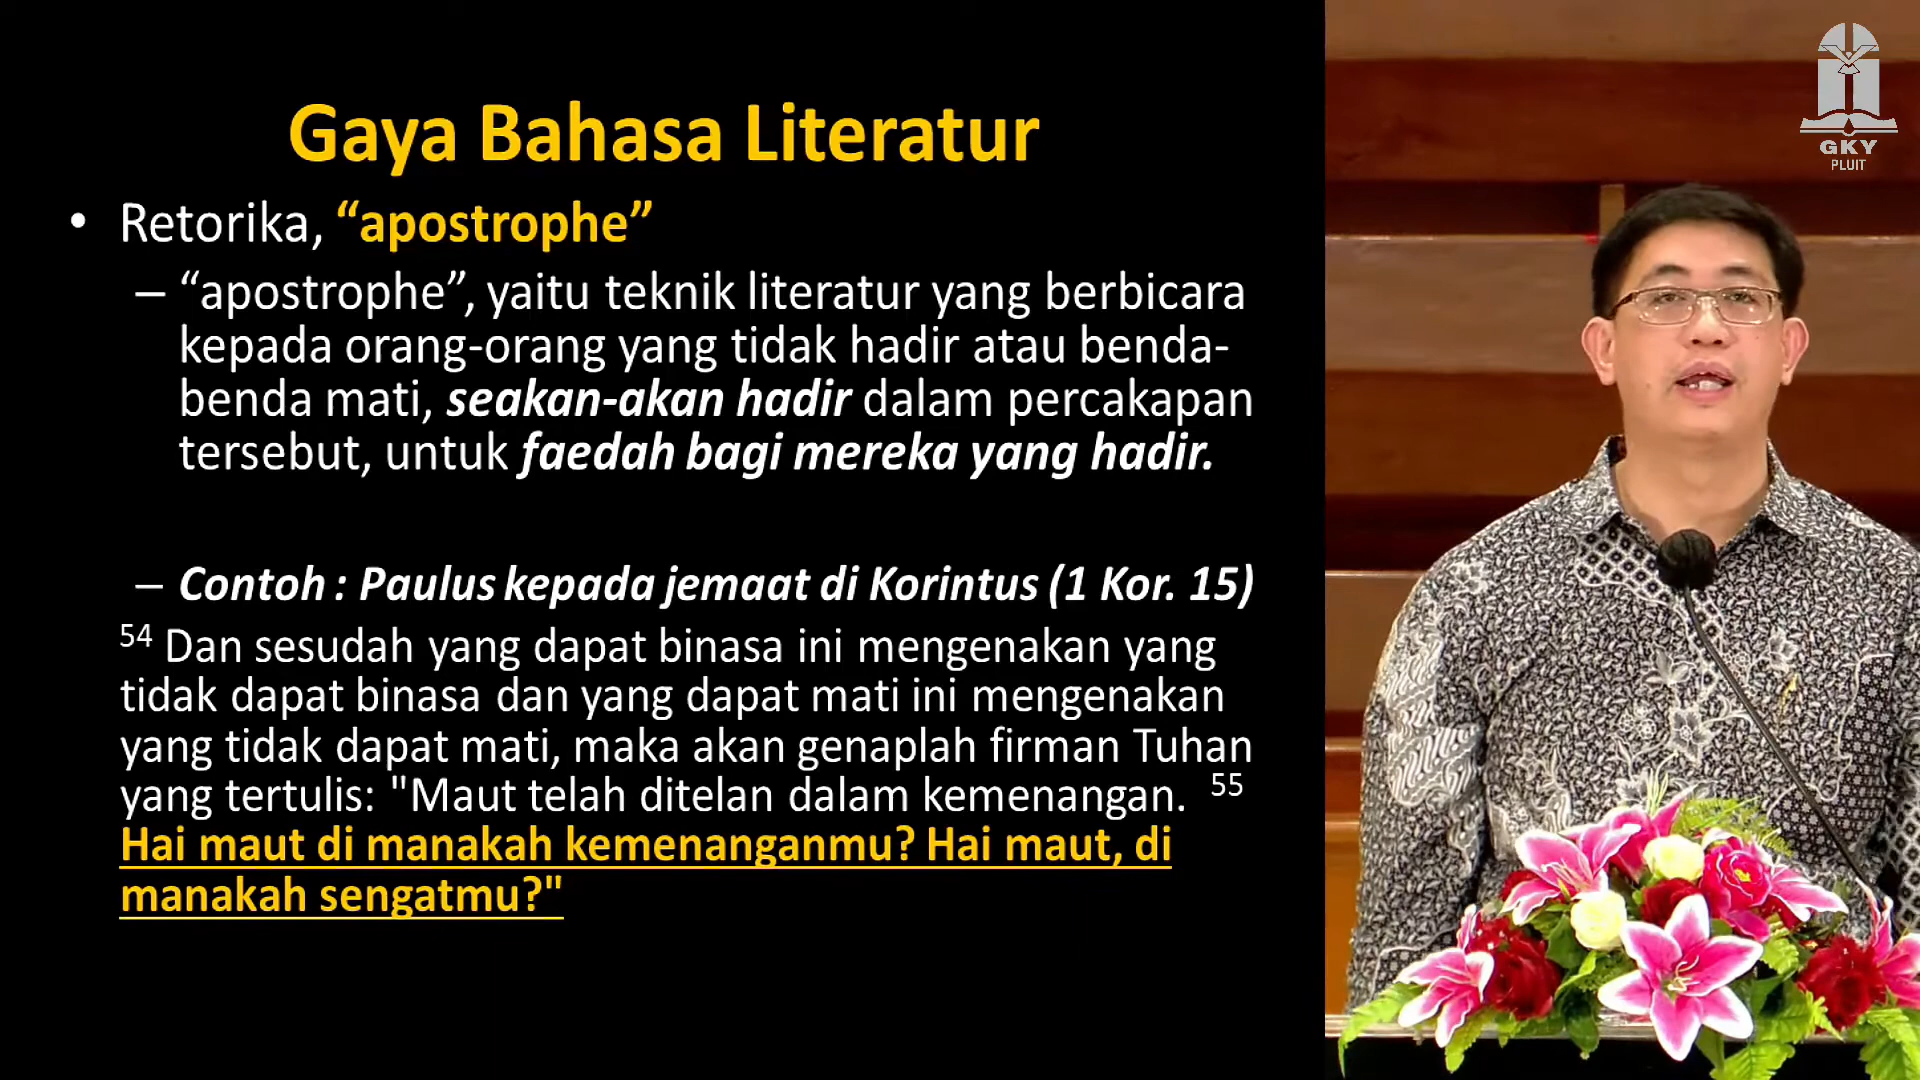 Gaya Bahasa Literatur
• Retorika, “apostrophe”
– “apostrophe”, yaitu teknik literatur yang berbicara
kepada orang-orang yang tidak hadir atau benda-
benda mati, seakan-akan hadir dalam percakapan
tersebut, untuk faedah bagi mereka yang hadir.
– Contoh : Paulus kepada jemaat di Korintus (1 Kor. 15)
54 Dan sesudah yang dapat binasa ini mengenakan yang
tidak dapat binasa dan yang dapat mati ini mengenakan
yang tidak dapat mati, maka akan genaplah firman Tuhan
yang tertulis: "Maut telah ditelan dalam kemenangan. 55
Hai maut di manakah kemenanganmu? Hai maut, di
manakah sengatmu?"
GKY
PLUIT